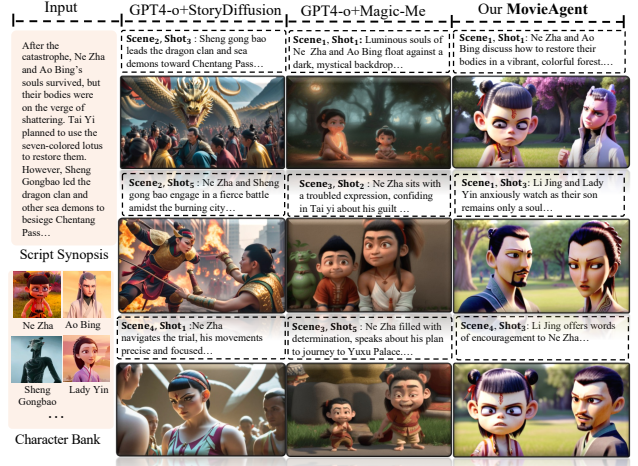 Input
GPT4-o+StoryDiffusion
GPT4-o+Magic-Me
Our MovieAgent
After the
catastrophe, Ne Zha
and Ao Bing's
souls survived, but
their bodies were
on the verge of
shattering. Tai Yi
planned to use the
seven-colored lotus
to restore them.
However, Sheng
Gongbao led the
dragon clan and
other sea demons to
besiege Chentang
Pass…
Script Synopsis
Ne Zha
Ao Bing
Sheng
Gongbao
Lady Yin
...
Character Bank
Scene₂, Shot₃ : Sheng gong bao
leads the dragon clan and sea
demons toward Chentang Pass…
Scene₂, Shot₅ : Ne Zha and Sheng
gong bao engage in a fierce battle
amidst the burning city…
Scene₄, Shot₁ :Ne Zha
navigates the trial, his movements
precise and focused…
Scene₁, Shot₁: Luminous souls of
Ne Zha and Ao Bing float against a
dark, mystical backdrop…
Scene₃, Shot₂ : Ne Zha sits with
a troubled expression, confiding
in Tai yi about his guilt …
Scene₃, Shot₅ : Ne Zha filled with
determination, speaks about his plan
to journey to Yuxu Palace.…
Scene₁, Shot₁: Ne Zha and Ao
Bing discuss how to restore their
bodies in a vibrant, colorful forest.…
Scene₁, Shot₃: Li Jing and Lady
Yin anxiously watch as their son
remains only a soul…
Scene₄, Shot₃: Li Jing offers words
of encouragement to Ne Zha…